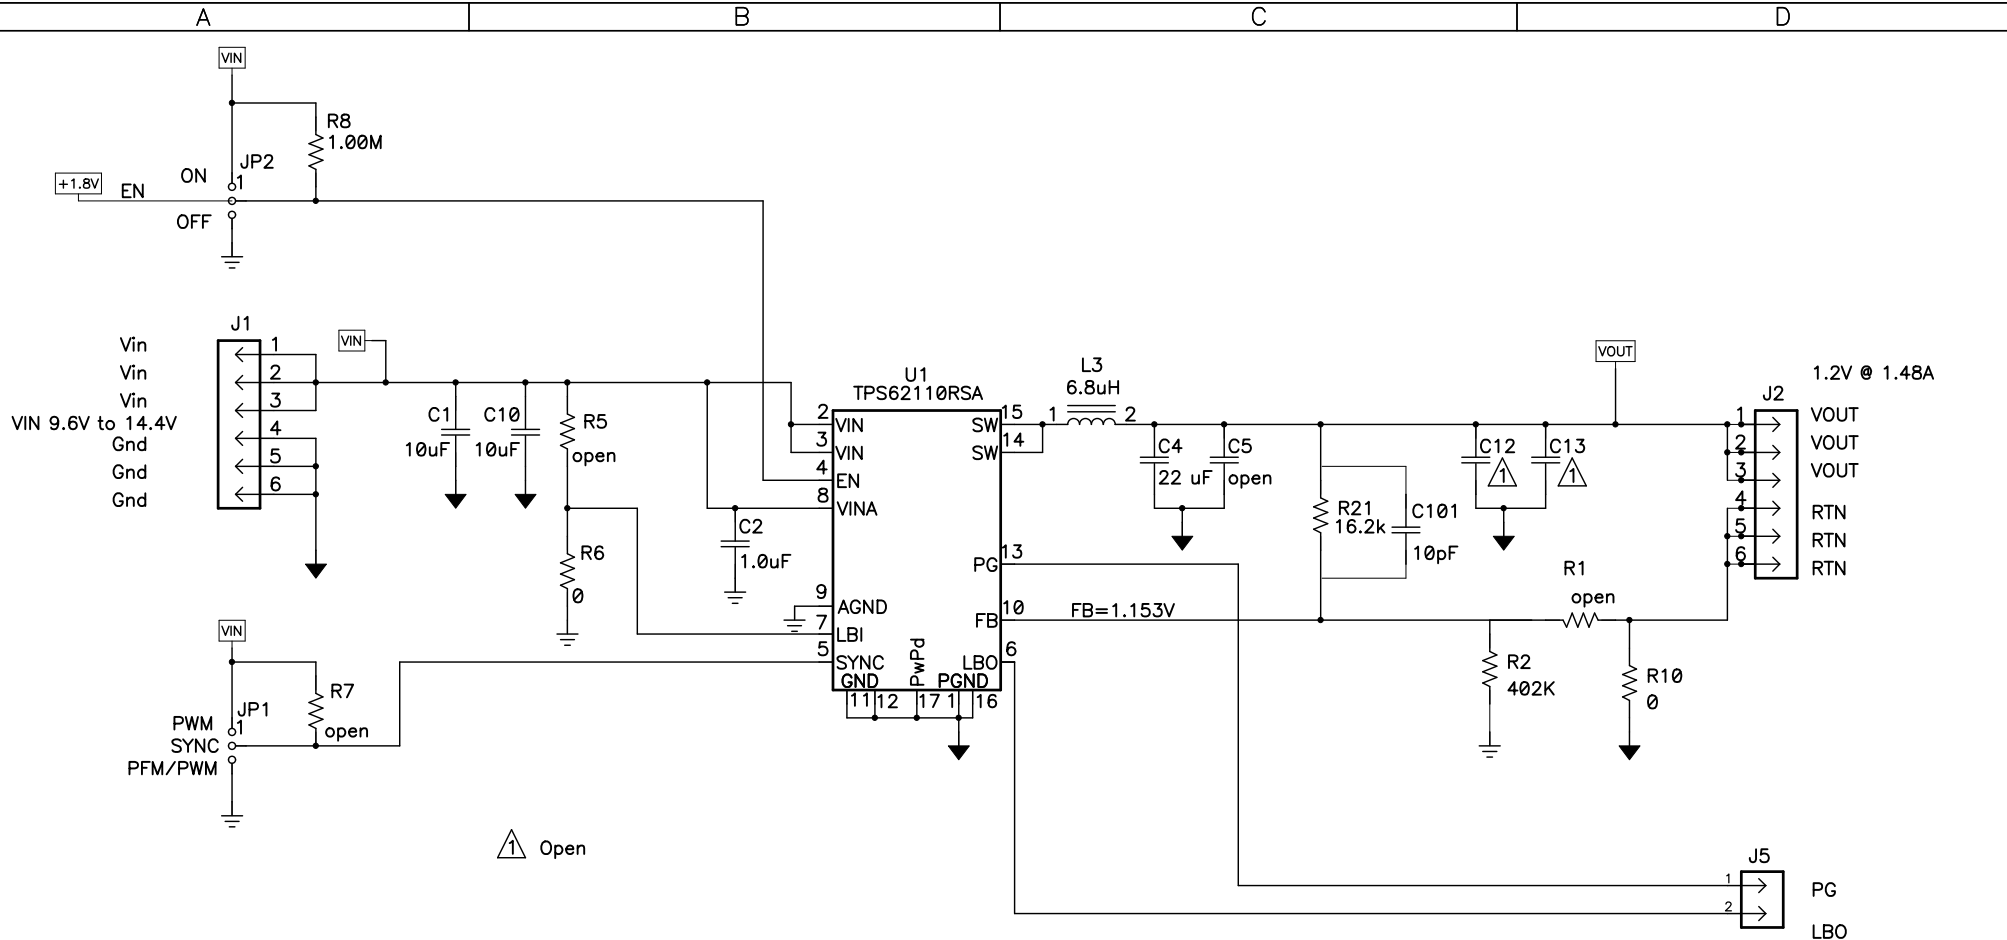 A B C D
VIN
R8
1.00M
JP2
ON
1
+1.8V
EN
OFF
J1
Vin
1
VIN
Vin
2
Vin
3
VIN 9.6V to 14.4V
4
Gnd
Gnd
5
Gnd
6
C1
10uF
C10
10uF
R5
open
R6
0
C2
1.0uF
U1
TPS62110RSA
2 VIN
3 VIN
4 EN
8 VINA
9 AGND
7 LBI
5 SYNC
GND
11 12
PwPd
17
PGND
1 16
SW 15
SW 14
PG 13
FB 10
LBO 6
L3
6.8uH
1 2
C4
22 uF
C5
open
R21
16.2k
C101
10pF
C12
1
C13
1
VOUT
1.2V @ 1.48A
J2
1 VOUT
2 VOUT
3 VOUT
4 RTN
5 RTN
6 RTN
FB=1.153V
R1
open
R2
402K
R10
0
VIN
R7
open
JP1
1
PWM
SYNC
PFM/PWM
1 Open
J5
1 PG
2 LBO